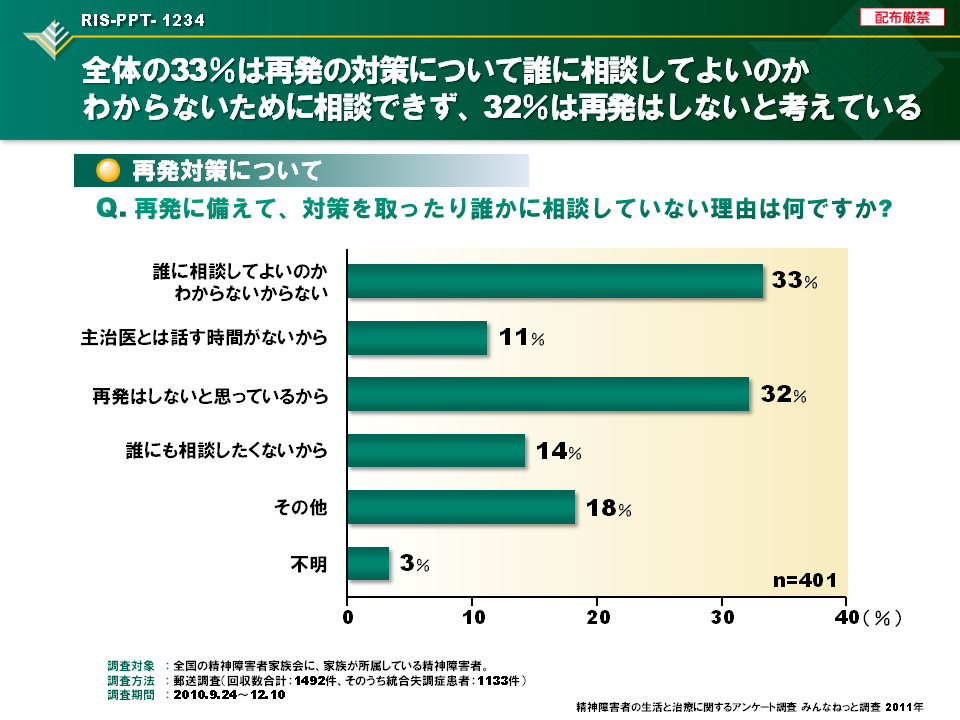 RIS-PPT- 1234
配布厳禁
全体の33%は再発の対策について誰に相談してよいのか
わからないために相談できず、32%は再発はしないと考えている
再発対策について
Q. 再発に備えて、対策を取ったり誰かに相談していない理由は何ですか?
誰に相談してよいのか
わからないからない
33%
主治医とは話す時間がないから
11%
再発はしないと思っているから
32%
誰にも相談したくないから
14%
その他
18%
不明
3%
n=401
0 10 20 30 40(%)
調査対象 :全国の精神障害者家族会に、家族が所属している精神障害者。
調査方法 :郵送調査(回収数合計:1492件、そのうち統合失調症患者:1133件)
調査期間 :2010.9.24~12.10
精神障害者の生活と治療に関するアンケート調査 みんなねっと調査 2011年